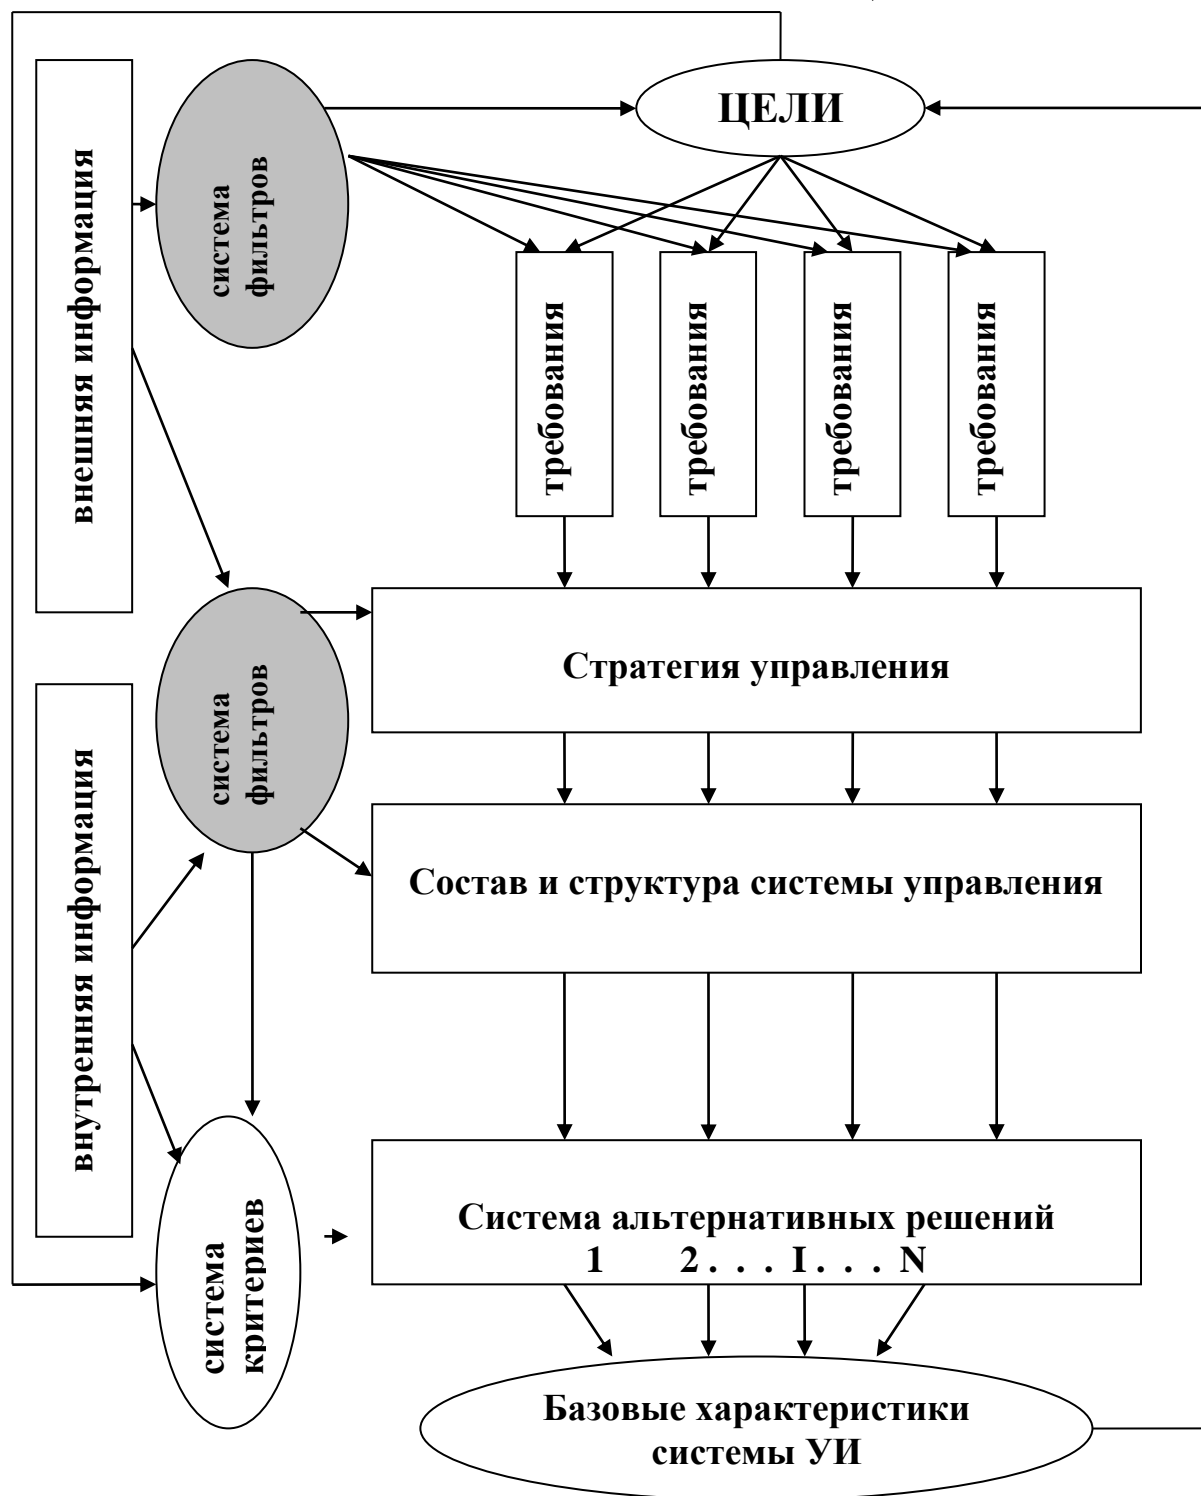 ЦЕЛИ
внешняя информация
система
фильтров
требования
требования
требования
требования
Стратегия управления
система
фильтров
внутренняя информация
Состав и структура системы управления
Система альтернативных решений
1 2 . . . I . . . N
система
критериев
Базовые характеристики
системы УИ